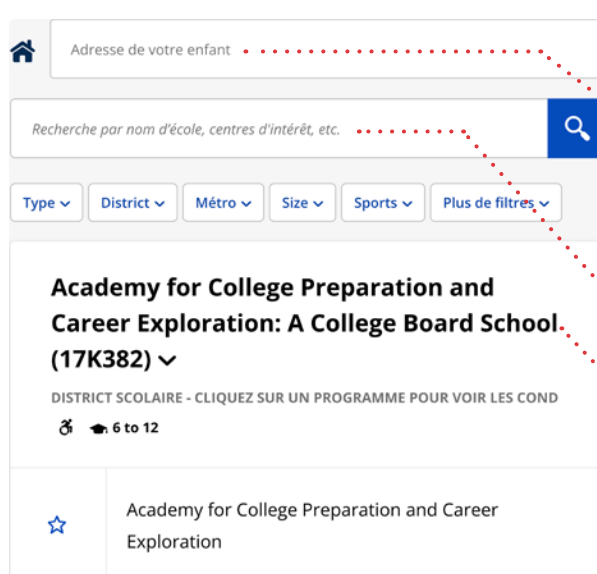 Adresse de votre enfant
Recherche par nom d'école, centres d'intérêt, etc.
Type District Métro Size Sports Plus de filtres
Academy for College Preparation and
Career Exploration: A College Board School
(17K382)
DISTRICT SCOLAIRE - CLIQUEZ SUR UN PROGRAMME POUR VOIR LES COND
6 to 12
Academy for College Preparation and Career
Exploration